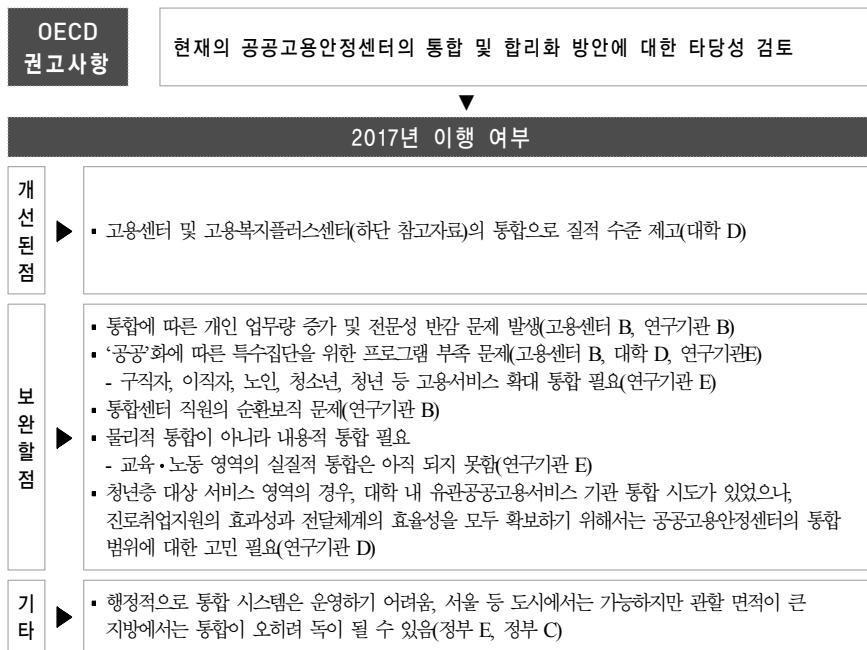 OECD
권고사항
현재의 공공고용안정센터의 통합 및 합리화 방안에 대한 타당성 검토
▼
2017년 이행 여부
개
선
된
점
▶
▪ 고용센터 및 고용복지플러스센터(하단 참고자료)의 통합으로 질적 수준 제고(대학 D)
보
완
할
점
▶
▪ 통합에 따른 개인 업무량 증가 및 전문성 반감 문제 발생(고용센터 B, 연구기관 B)
▪ ‘공공’화에 따른 특수집단을 위한 프로그램 부족 문제(고용센터 B, 대학 D, 연구기관E)
- 구직자, 이직자, 노인, 청소년, 청년 등 고용서비스 확대 통합 필요(연구기관 E)
▪ 통합센터 직원의 순환보직 문제(연구기관 B)
▪ 물리적 통합이 아니라 내용적 통합 필요
- 교육・노동 영역의 실질적 통합은 아직 되지 못함(연구기관 E)
▪ 청년층 대상 서비스 영역의 경우, 대학 내 유관공공고용서비스 기관 통합 시도가 있었으나,
진로취업지원의 효과성과 전달체계의 효율성을 모두 확보하기 위해서는 공공고용안정센터의 통합
범위에 대한 고민 필요(연구기관 D)
기
타
▶
▪ 행정적으로 통합 시스템은 운영하기 어려움, 서울 등 도시에서는 가능하지만 관할 면적이 큰
지방에서는 통합이 오히려 독이 될 수 있음(정부 E, 정부 C)